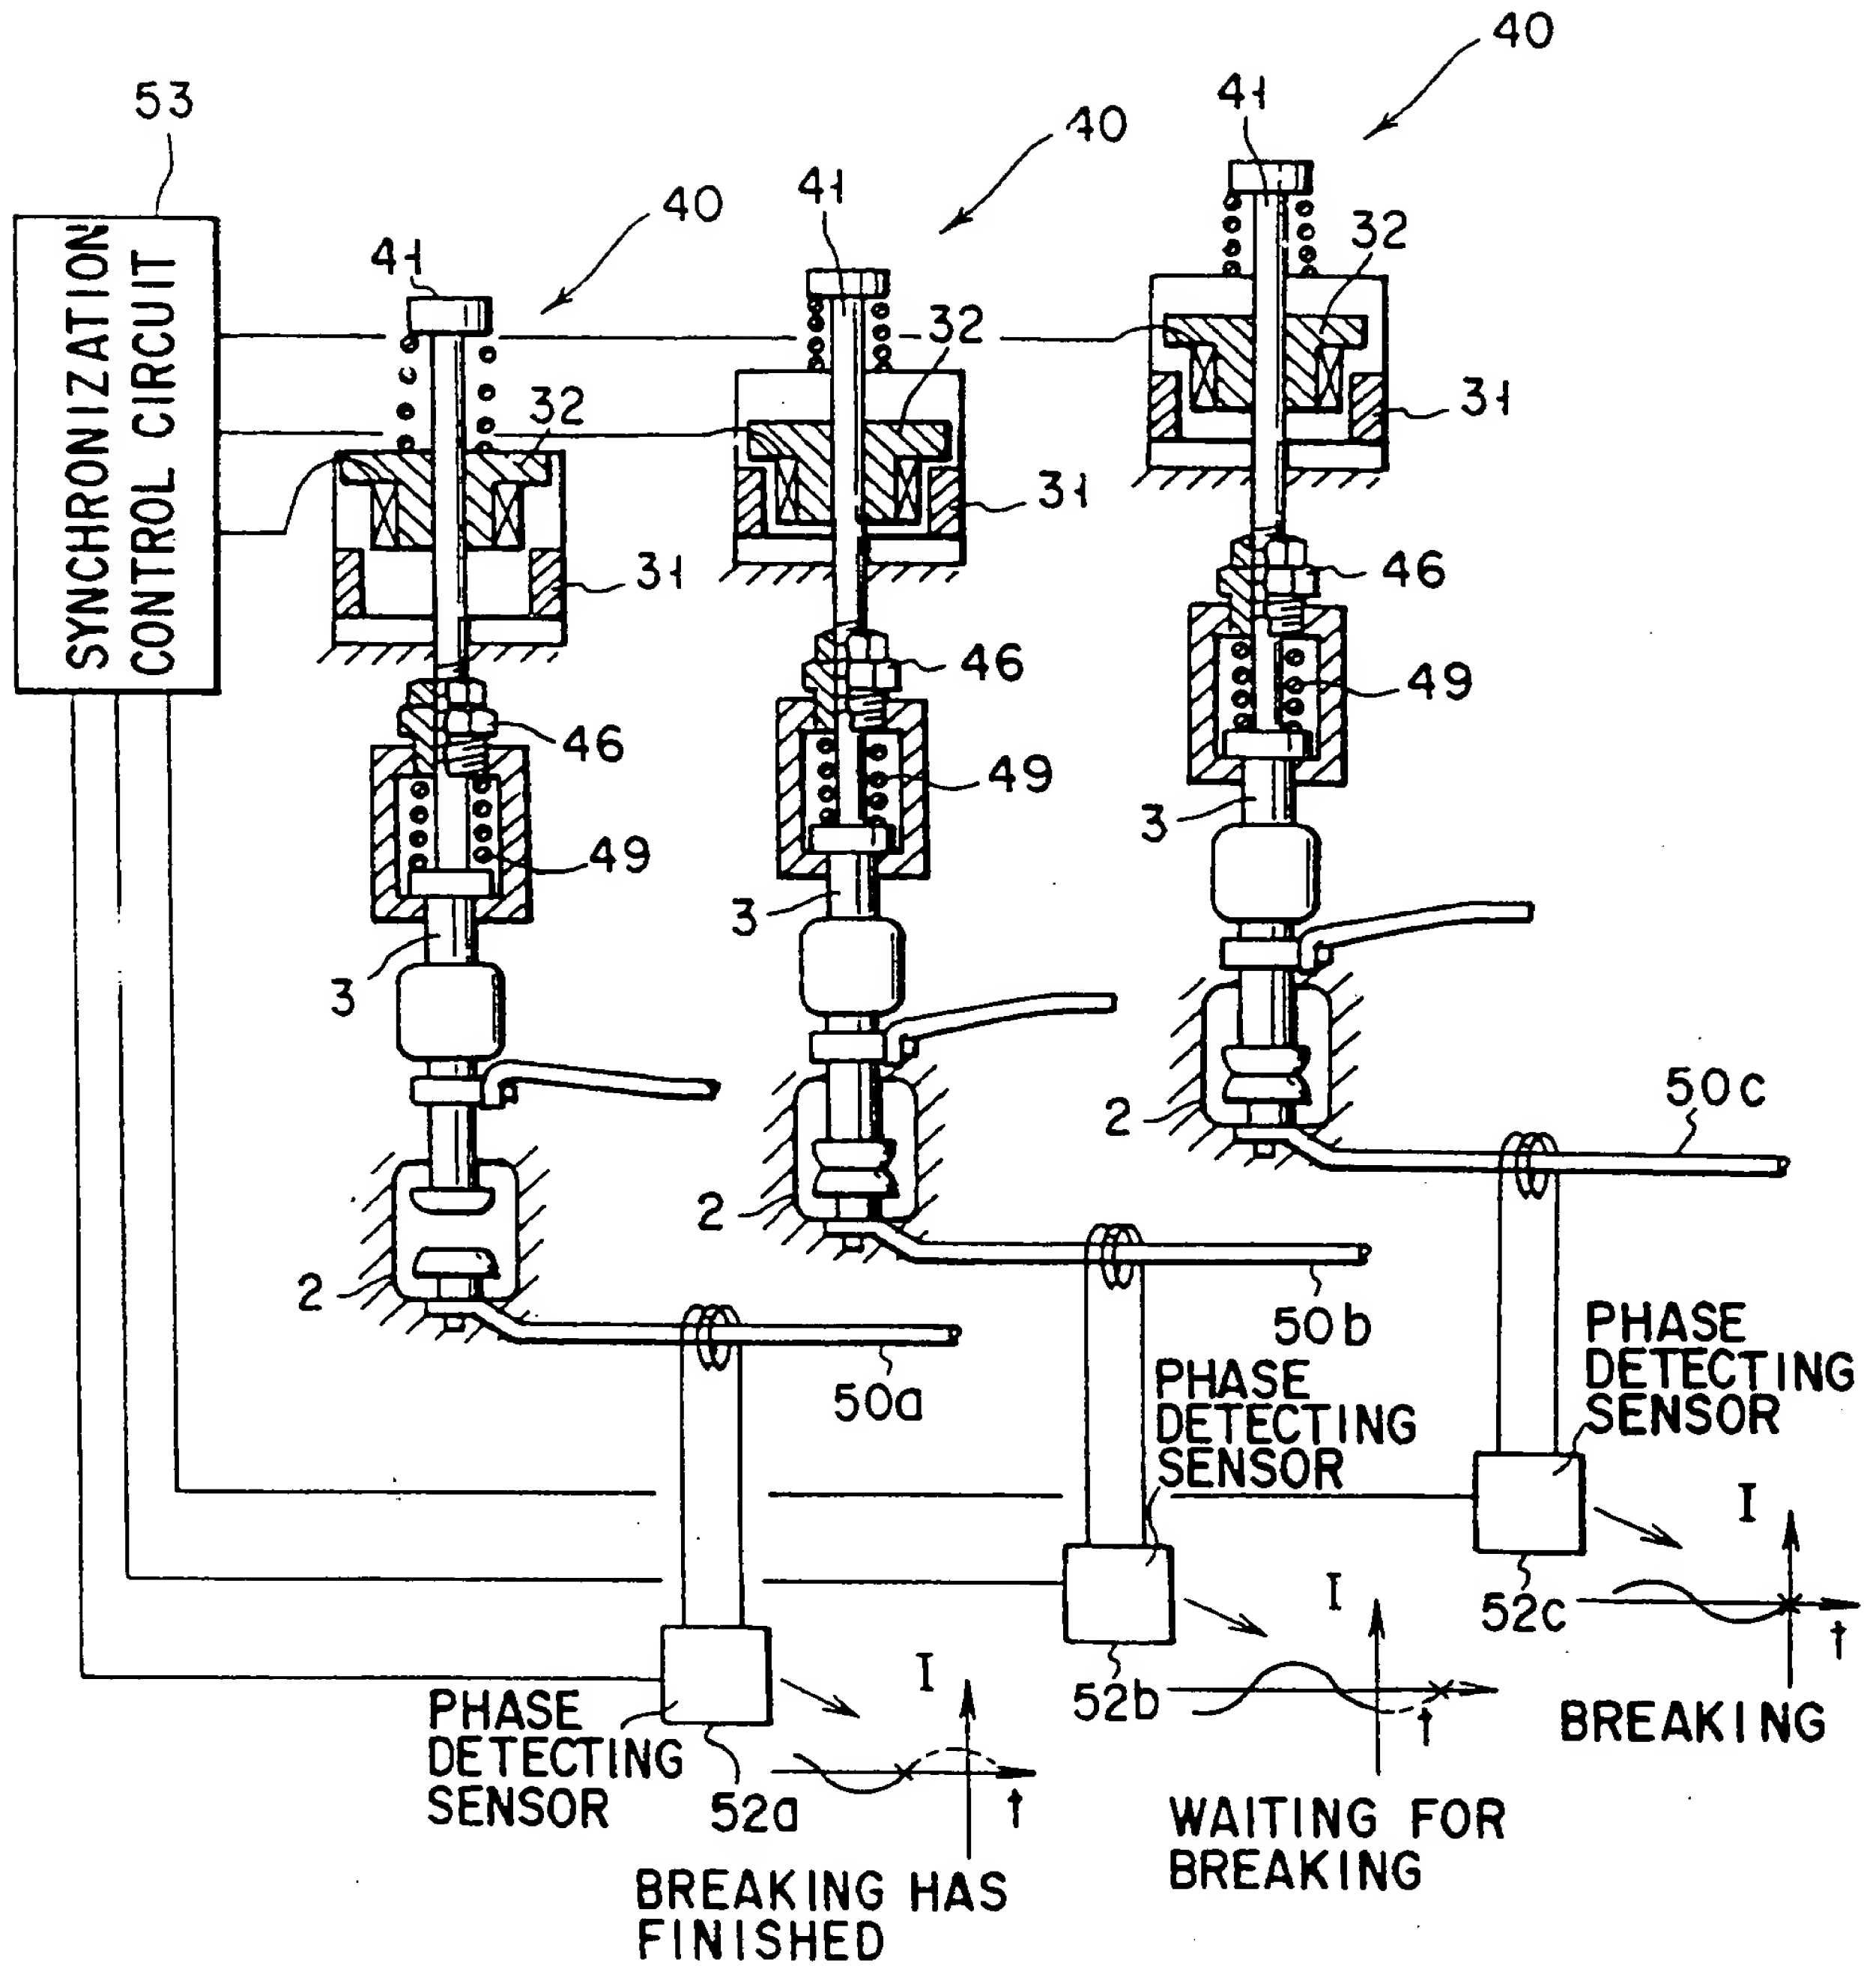 40
41
53
40
41
32
40
41
32
31
32
31
46
31
46
49
46
49
3
49
3
3
50c
2
2
2
50b
PHASE
DETECTING
SENSOR
PHASE
DETECTING
SENSOR
50a
I
52c
t
I
52b
t
BREAKING
I
PHASE
DETECTING
SENSOR
52a
t
WAITING FOR
BREAKING
BREAKING HAS
FINISHED
SYNCHRONIZATION
CONTROL CIRCUIT